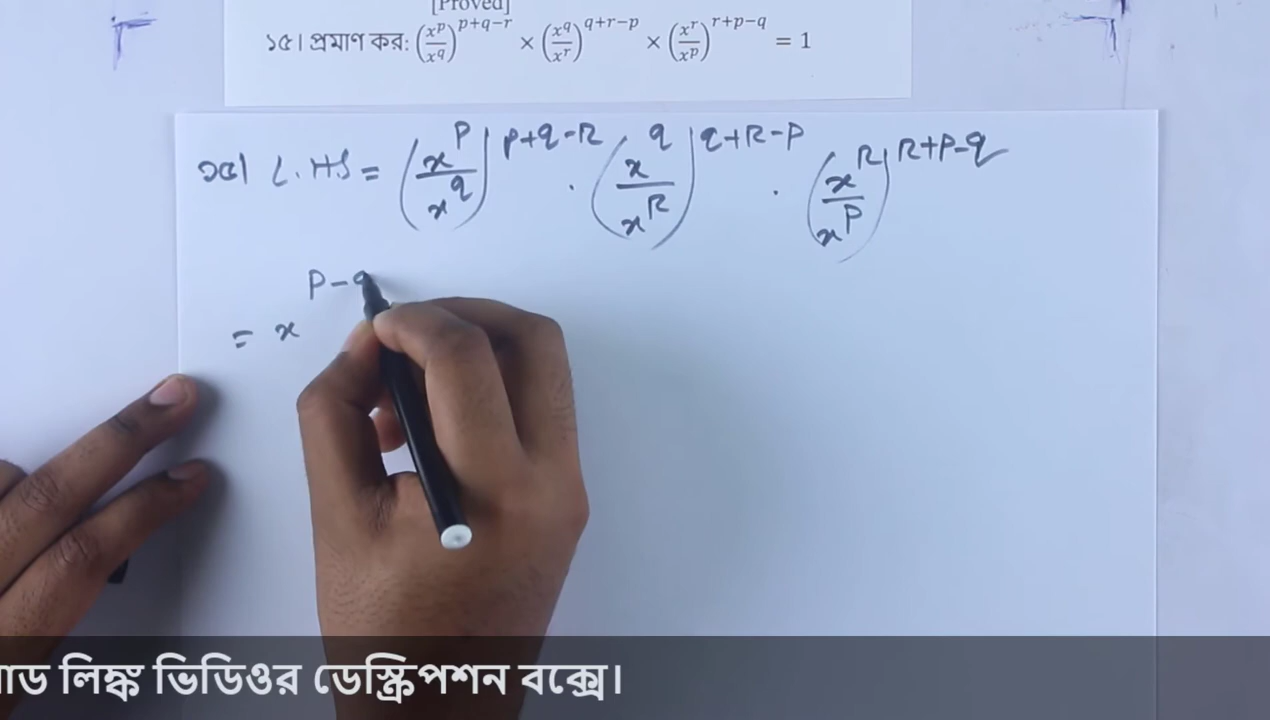 [Proved]
১৫। প্রমাণ কর: (x^p/x^q)^{p+q−r} × (x^q/x^r)^{q+r−p} × (x^r/x^p)^{r+p−q} = 1
১৫। L.H.S = (x^P/x^q)^{P+q−R} · (x^q/x^R)^{q+R−P} · (x^R/x^P)^{R+P−q}
= x^{P−q}
লিঙ্ক ভিডিওর ডেস্ক্রিপশন বক্সে।